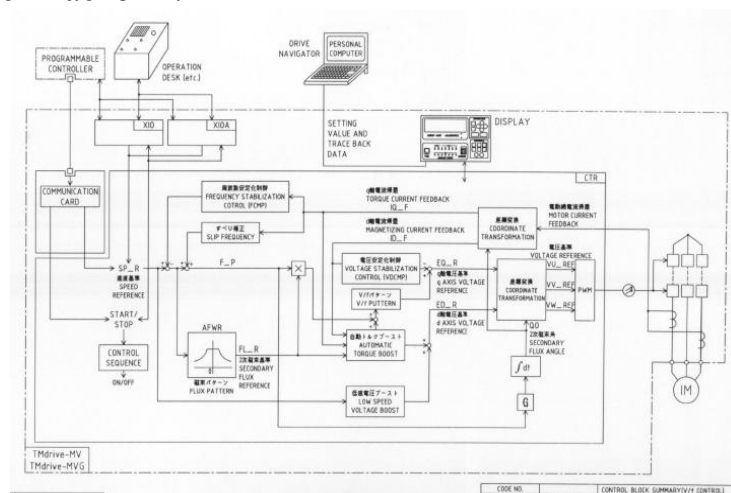 PROGRAMMABLE
CONTROLLER
OPERATION
DESK (etc.)
DRIVE
NAVIGATOR
PERSONAL
COMPUTER
XIO
XIOA
SETTING
VALUE AND
TRACE BACK
DATA
DISPLAY
CTR
COMMUNICATION
CARD
周波数安定化制御
FREQUENCY STABILIZATION
COTROL (FCMP)
すべり補正
SLIP FREQUENCY
q軸電流帰還
TORQUE CURRENT FEEDBACK
IQ_F
d軸電流帰還
MAGNETIZING CURRENT FEEDBACK
ID_F
座標変換
COORDINATE
TRANSFORMATION
電動機電流帰還
MOTOR CURRENT
FEEDBACK
SP_R
速度基準
SPEED
REFERENCE
F_P
電圧安定化制御
VOLTAGE STABILIZATION
CONTROL (VDCMP)
V/fパターン
V/f PUTTERN
EQ_R
q軸電圧基準
q AXIS VOLTAGE
REFERENCE
ED_R
d軸電圧基準
d AXIS VOLTAGE
REFERENCE
座標変換
COORDINATE
TRANSFORMATION
電圧基準
VOLTAGE REFERENCE
VU_REF
VV_REF
VW_REF
PWM
START/
STOP
CONTROL
SEQUENCE
ON/OFF
AFWR
磁束パターン
FLUX PATTERN
FL_R
2次磁束基準
SECONDARY
FLUX
REFERENCE
自動トルクブースト
AUTOMATIC
TORQUE BOOST
低速電圧ブースト
LOW SPEED
VOLTAGE BOOST
Q0
2次磁束角
SECONDARY
FLUX ANGLE
∫dt
G
IM
TMdrive-MV
TMdrive-MVG
CODE NO.
CONTROL BLOCK SUMMARY(V/f CONTROL)